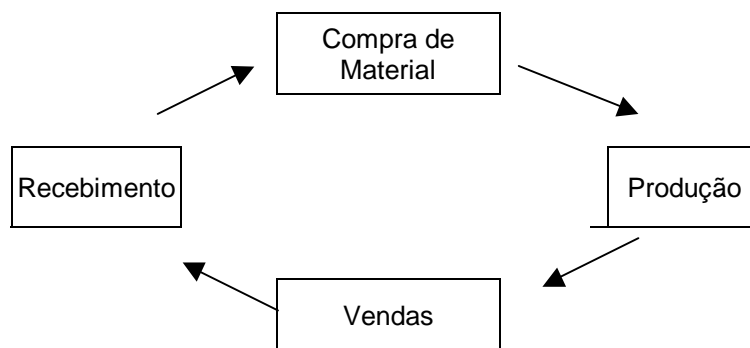 Compra de
Material
Recebimento
Produção
Vendas